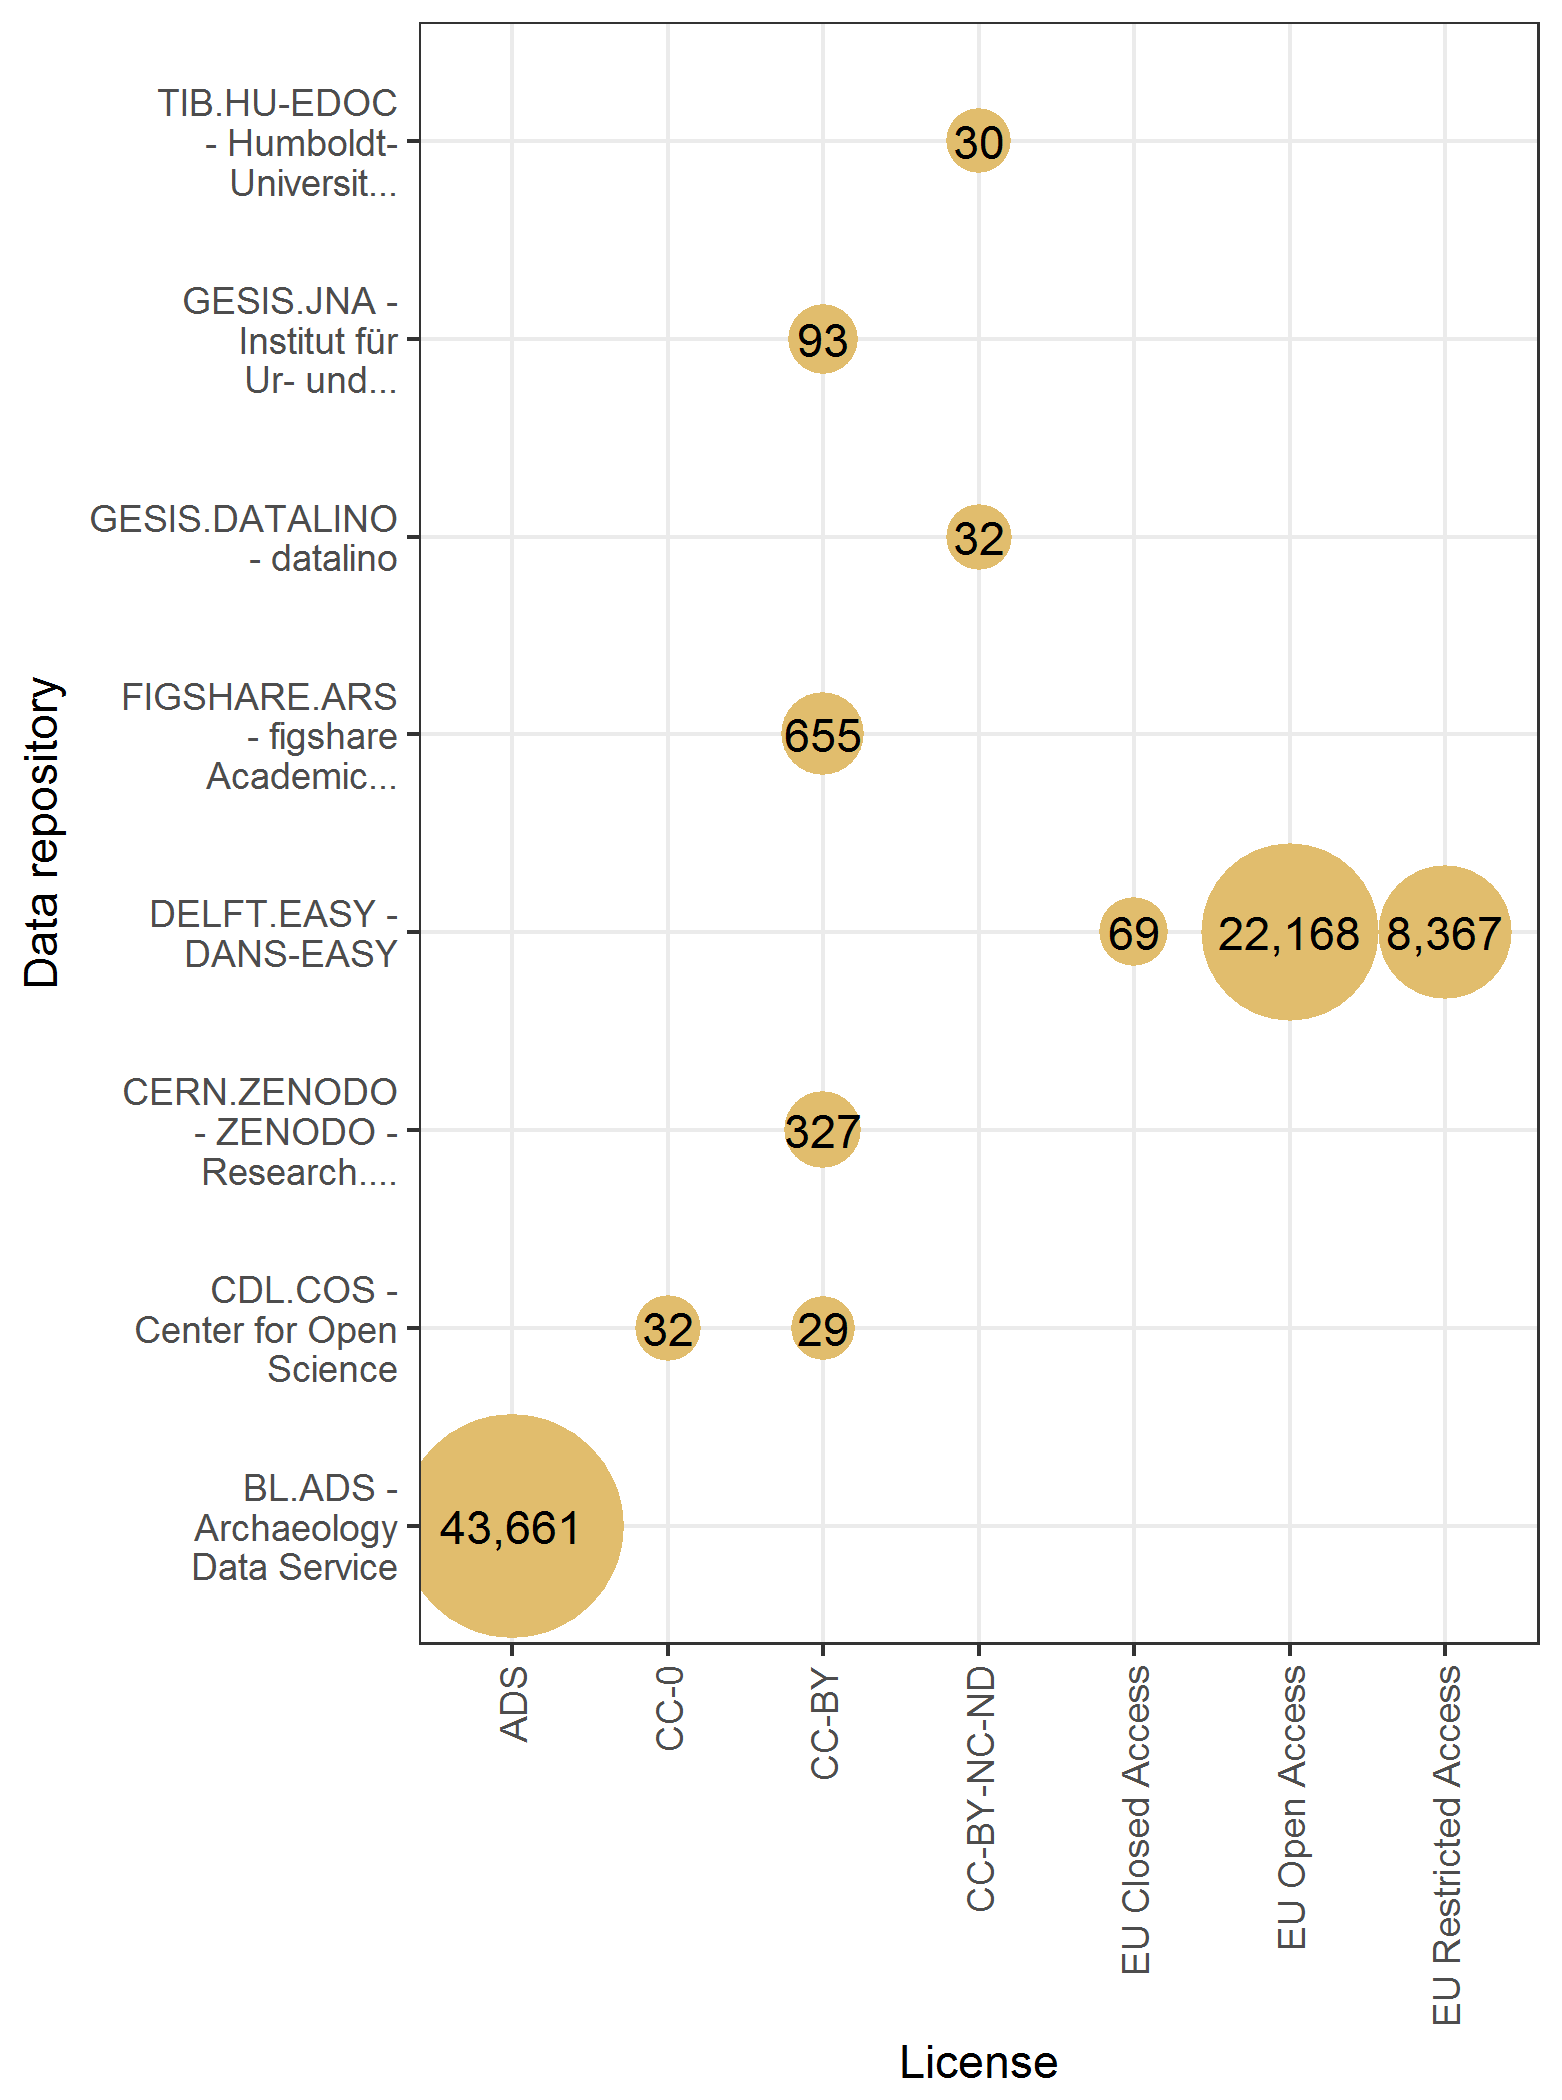 TIB.HU-EDOC
- Humboldt-
Universit...
30
GESIS.JNA -
Institut für
Ur- und...
93
GESIS.DATALINO
- datalino
32
FIGSHARE.ARS
- figshare
Academic...
655
Data repository
DELFT.EASY -
DANS-EASY
69
22,168
8,367
CERN.ZENODO
- ZENODO -
Research....
327
CDL.COS -
Center for Open
Science
32
29
BL.ADS -
Archaeology
Data Service
43,661
ADS
CC-0
CC-BY
CC-BY-NC-ND
EU Closed Access
EU Open Access
EU Restricted Access
License